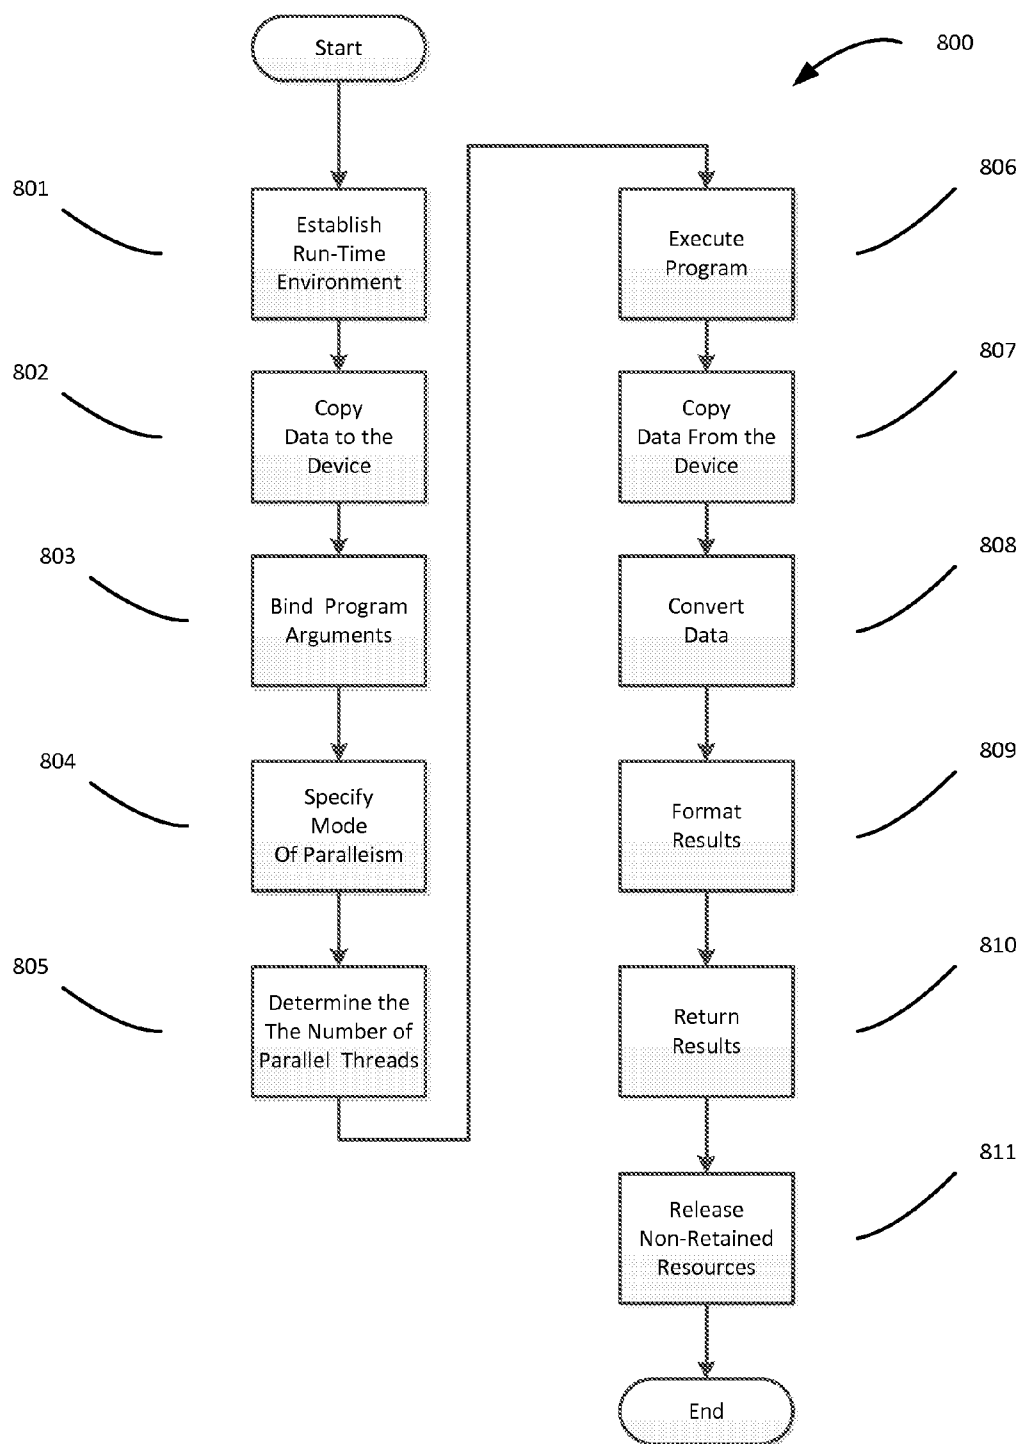 Start
800
801
Establish
Run-Time
Environment
802
Copy
Data to the
Device
803
Bind Program
Arguments
804
Specify
Mode
Of Paralleism
805
Determine the
The Number of
Parallel Threads
806
Execute
Program
807
Copy
Data From the
Device
808
Convert
Data
809
Format
Results
810
Return
Results
811
Release
Non-Retained
Resources
End